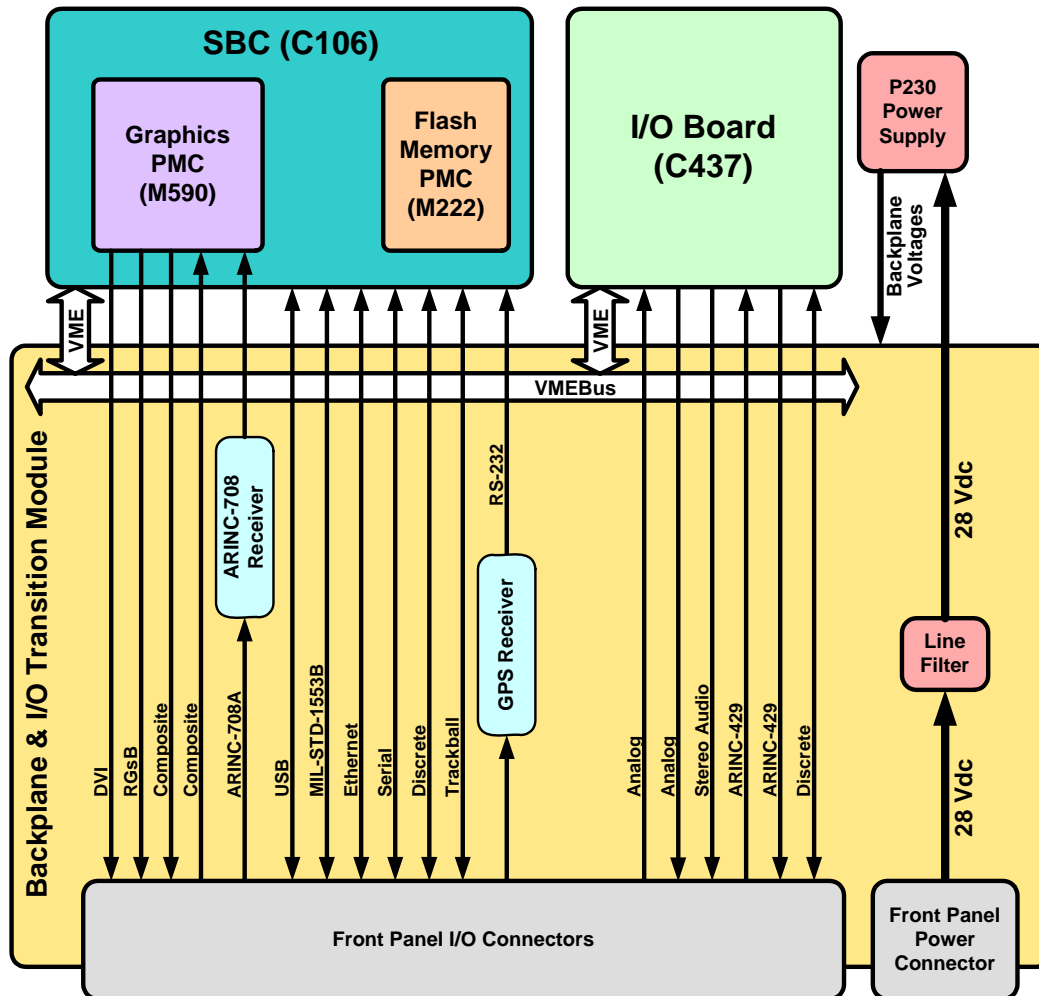 SBC (C106)
Graphics
PMC
(M590)
Flash
Memory
PMC
(M222)
I/O Board
(C437)
P230
Power
Supply
Backplane
Voltages
VME
VME
VMEBus
Backplane & I/O Transition Module
ARINC-708
Receiver
RS-232
GPS Receiver
28 Vdc
Line
Filter
28 Vdc
DVI
RGsB
Composite
Composite
ARINC-708A
USB
MIL-STD-1553B
Ethernet
Serial
Discrete
Trackball
Analog
Analog
Stereo Audio
ARINC-429
ARINC-429
Discrete
Front Panel I/O Connectors
Front Panel
Power
Connector